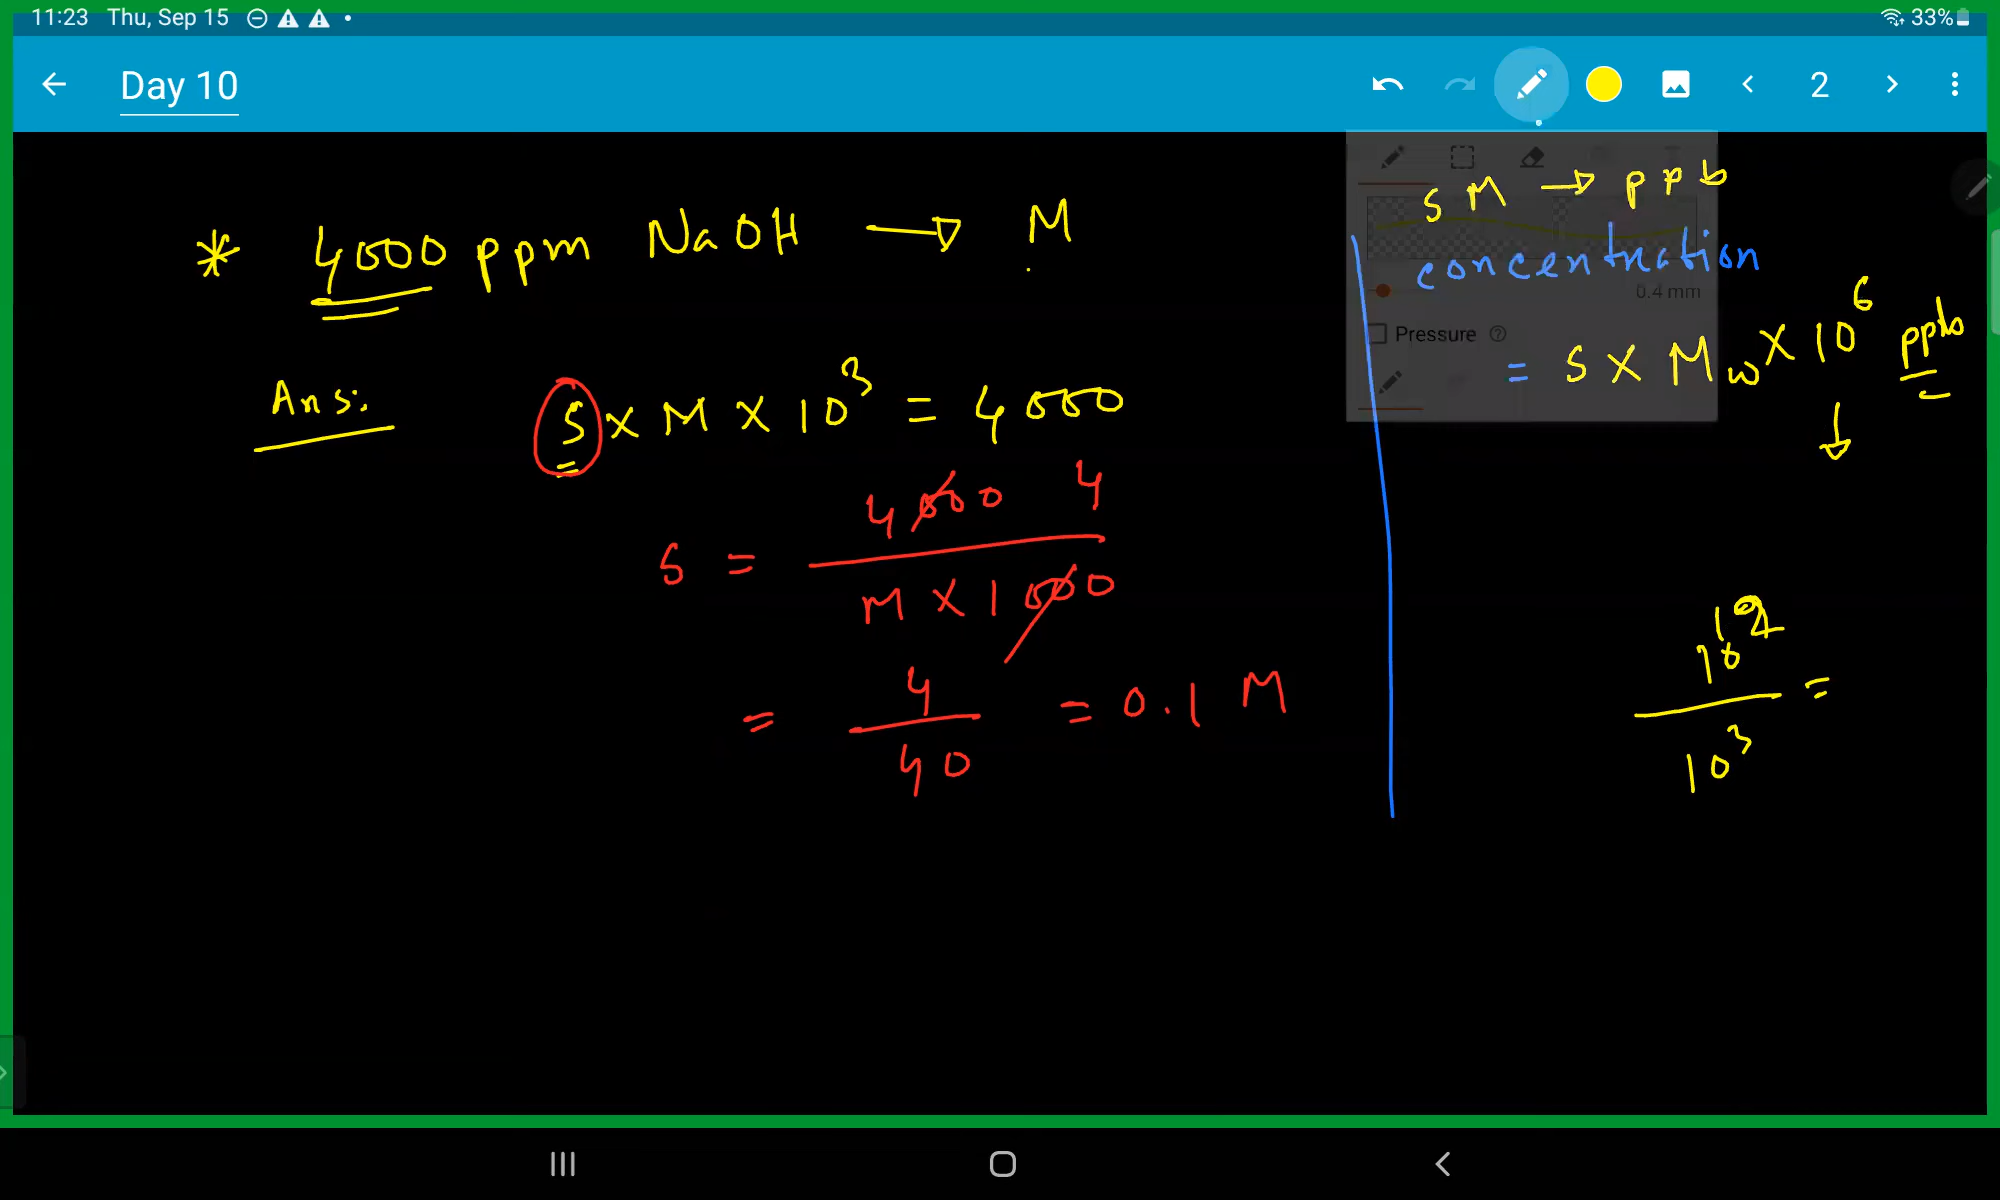 11:23 Thu, Sep 15
33%
Day 10
2
* 4000 ppm NaOH → M
Ans:
S × M × 10³ = 4000
S = 4000 4 / M × 1000
= 4 / 40 = 0.1 M
S M → ppb
concentration
0.4 mm
Pressure
= S × Mw × 10⁶ ppb
↓
10 / 10³ =